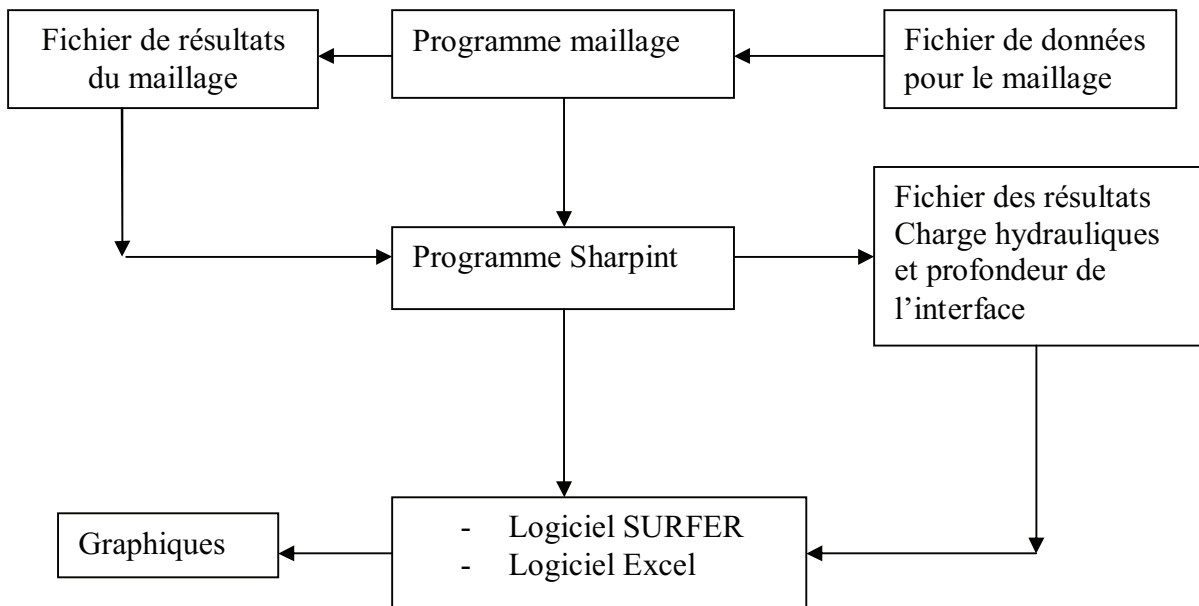 Fichier de résultats
du maillage
Programme maillage
Fichier de données
pour le maillage
Programme Sharpint
Fichier des résultats
Charge hydrauliques
et profondeur de
l’interface
Graphiques
- Logiciel SURFER
- Logiciel Excel